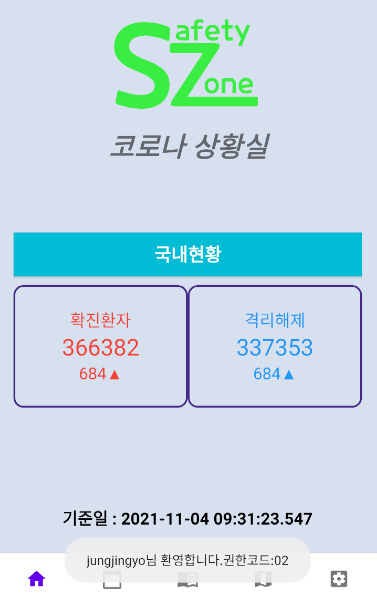 Safety
Zone
코로나 상황실
국내현황
확진환자
366382
684▲
격리해제
337353
684▲
기준일 : 2021-11-04 09:31:23.547
jungjingyo님 환영합니다.권한코드:02